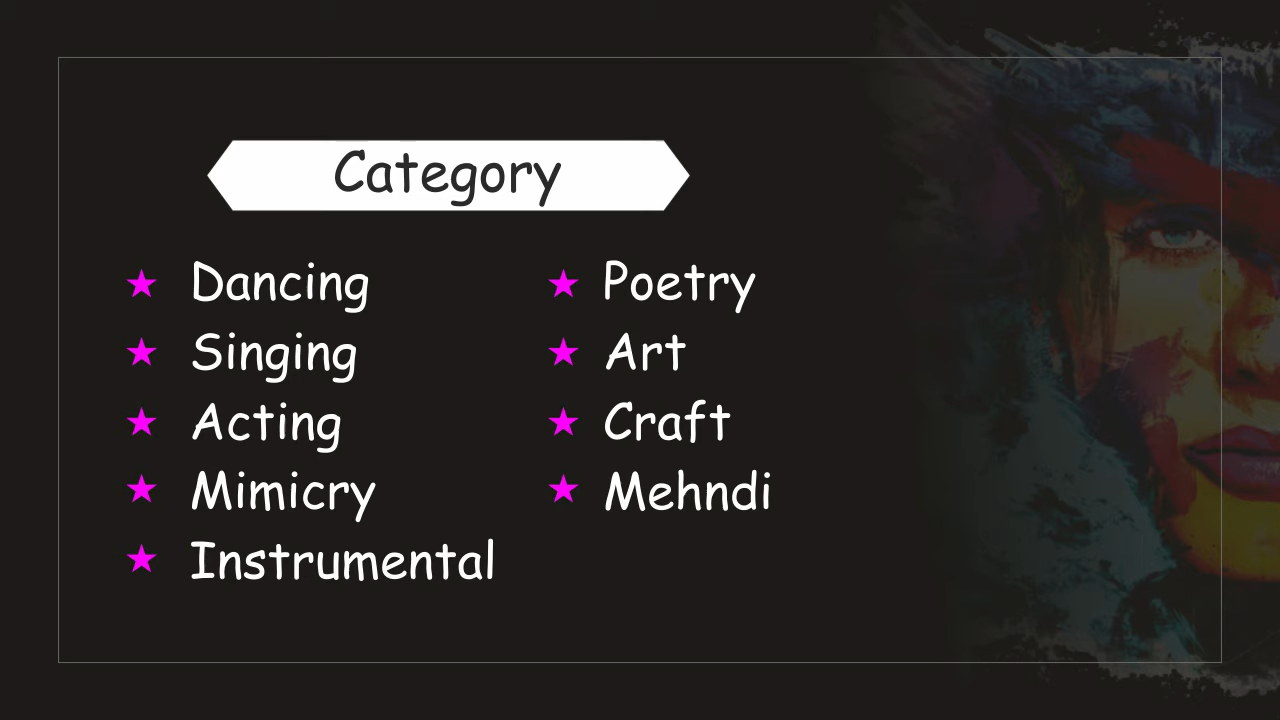 Category
Dancing
Singing
Acting
Mimicry
Instrumental
Poetry
Art
Craft
Mehndi